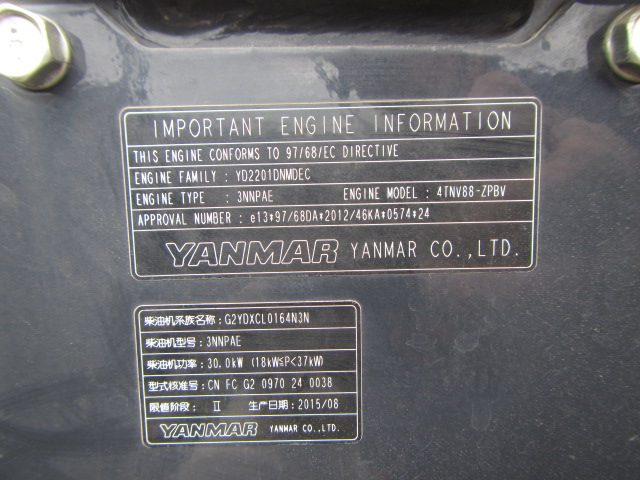 IMPORTANT ENGINE INFORMATION
THIS ENGINE CONFORMS TO 97/68/EC DIRECTIVE
ENGINE FAMILY : YD2201DNMDEC
ENGINE TYPE : 3NNPAE ENGINE MODEL : 4TNV88-ZPBV
APPROVAL NUMBER : e13*97/68DA*2012/46KA*0574*24
YANMAR YANMAR CO.,LTD.
柴油机系族名称: G2YDXCL0164N3N
柴油机型号: 3NNPAE
柴油机功率: 30.0kW (18kW≦P<37kW)
型式核准号: CN FC G2 0970 24 0038
限值阶段: Ⅱ 生产日期: 2015/08
YANMAR YANMAR CO.,LTD.